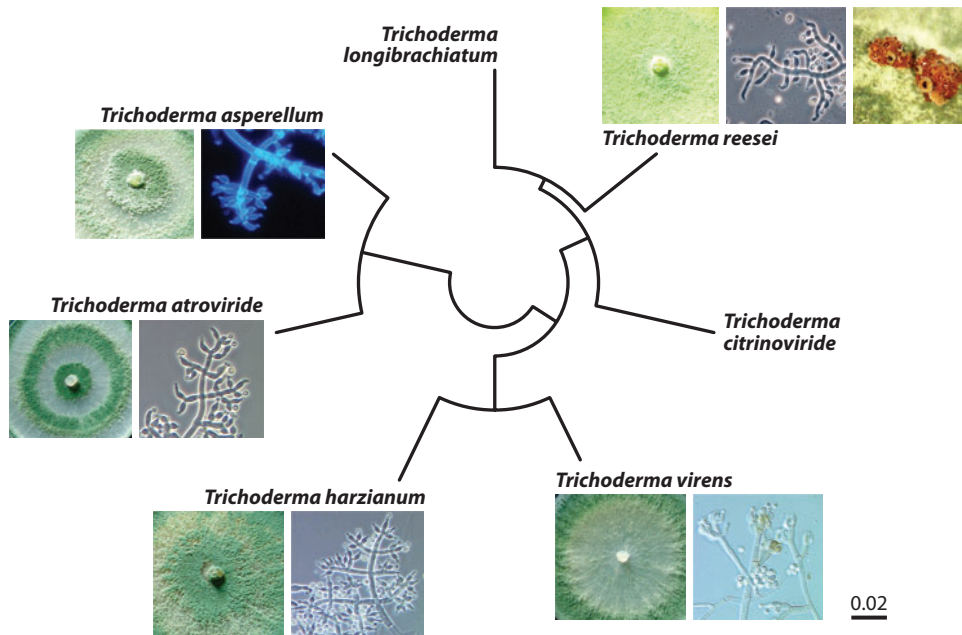 Trichoderma
longibrachiatum
Trichoderma reesei
Trichoderma asperellum
Trichoderma atroviride
Trichoderma
citrinoviride
Trichoderma harzianum
Trichoderma virens
0.02